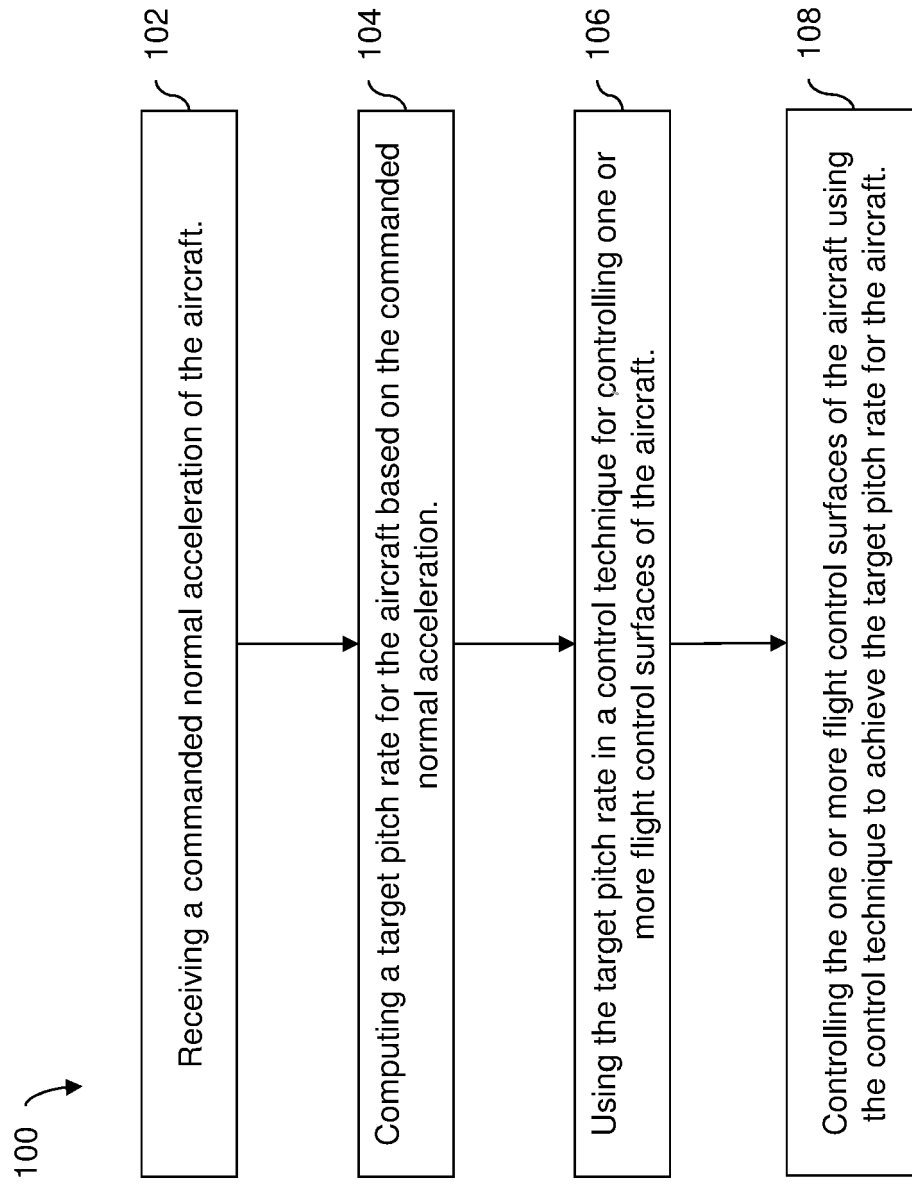 100
102
Receiving a commanded normal acceleration of the aircraft.
104
Computing a target pitch rate for the aircraft based on the commanded
normal acceleration.
106
Using the target pitch rate in a control technique for controlling one or
more flight control surfaces of the aircraft.
108
Controlling the one or more flight control surfaces of the aircraft using
the control technique to achieve the target pitch rate for the aircraft.